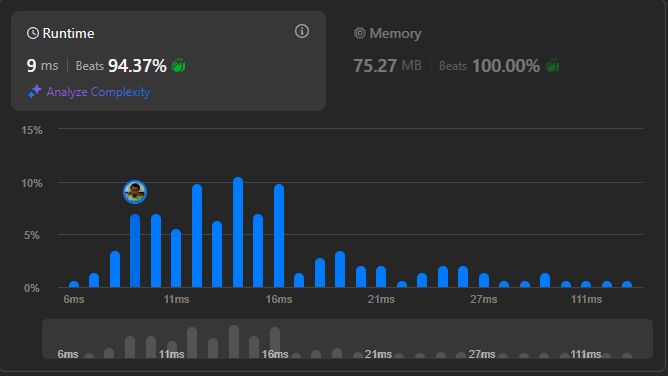 Runtime
9 ms | Beats 94.37%
Analyze Complexity
Memory
75.27 MB | Beats 100.00%
15%
10%
5%
0%
6ms 11ms 16ms 21ms 27ms 111ms
6ms 11ms 16ms 21ms 27ms 111ms